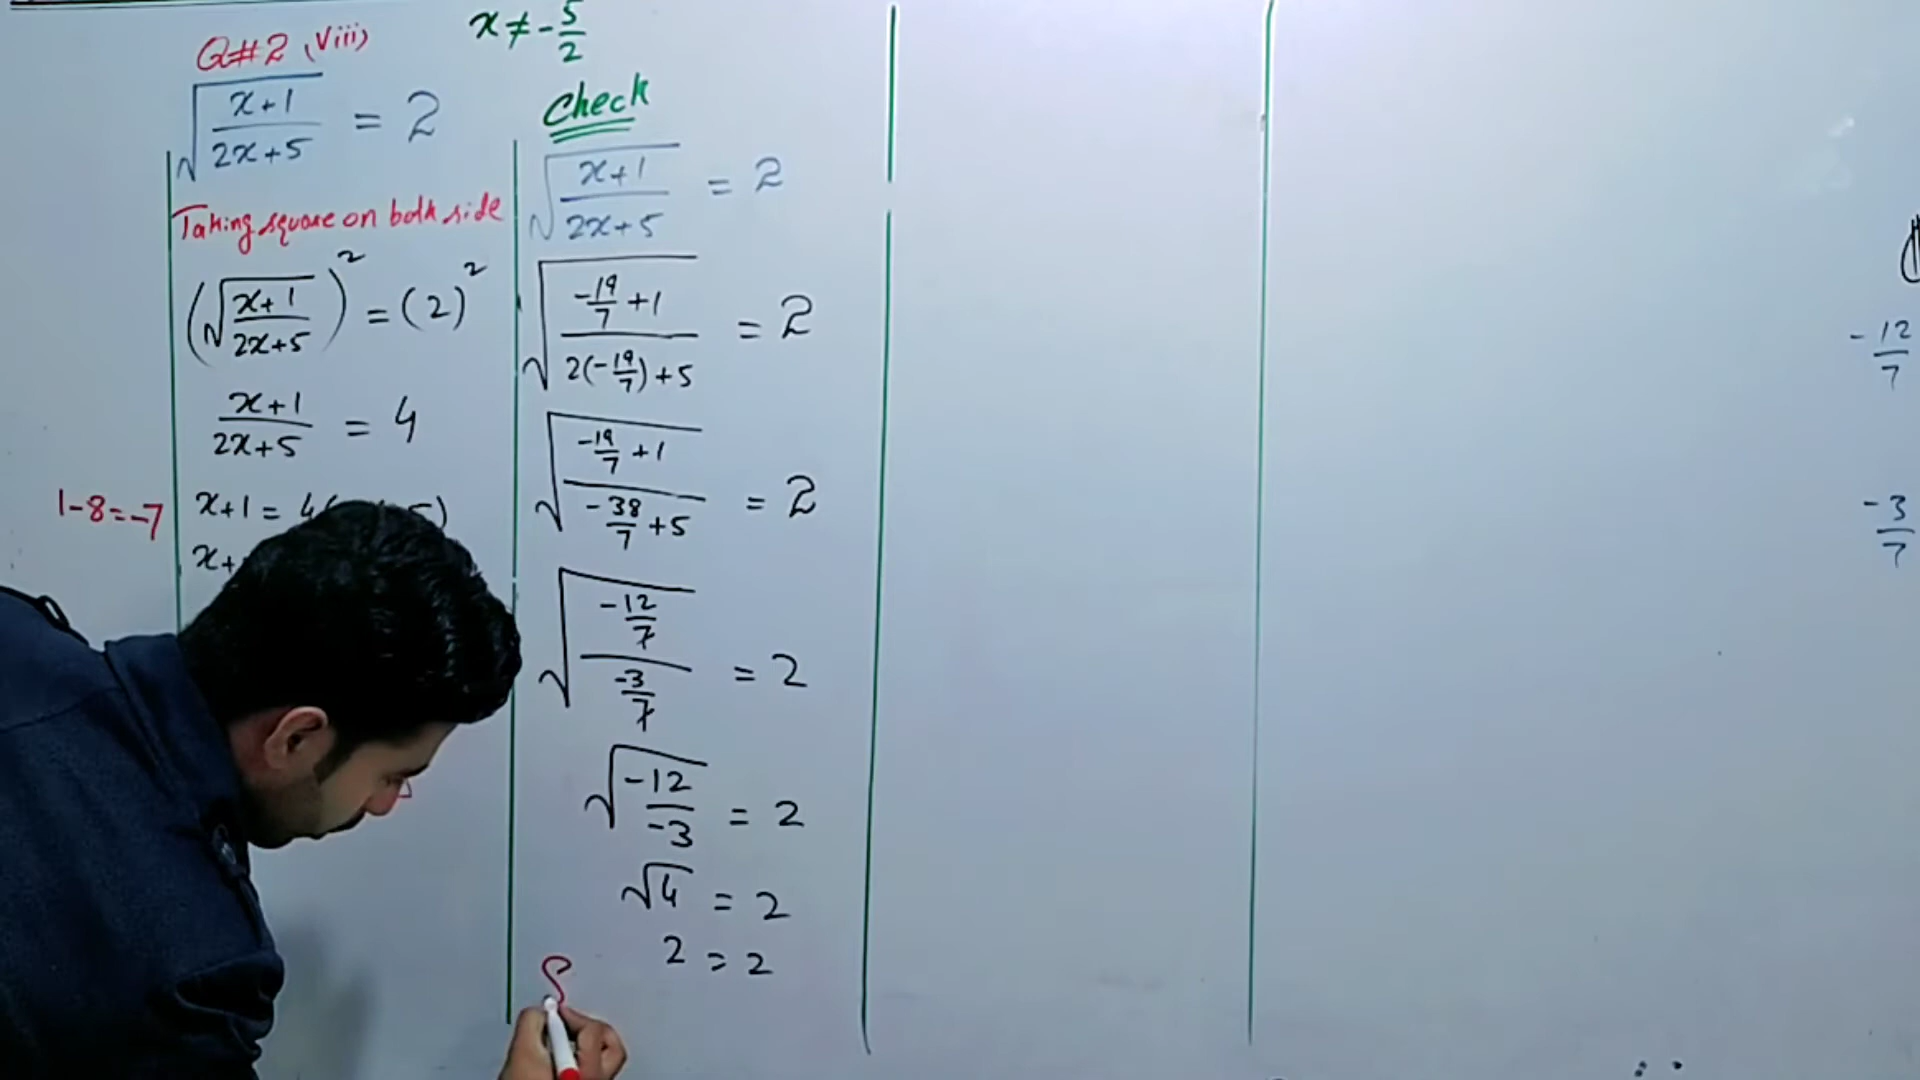 Q#2 (viii)
x ≠ -5/2
√((x+1)/(2x+5)) = 2
Taking square on both side
(√((x+1)/(2x+5)))² = (2)²
(x+1)/(2x+5) = 4
1-8=-7
x+1 = 4(
x+
Check
√((x+1)/(2x+5)) = 2
√((-19/7 +1)/(2(-19/7)+5)) = 2
√((-19/7 +1)/(-38/7 +5)) = 2
√((-12/7)/(-3/7)) = 2
√(-12/-3) = 2
√4 = 2
2 = 2
S
-12/7
-3/7